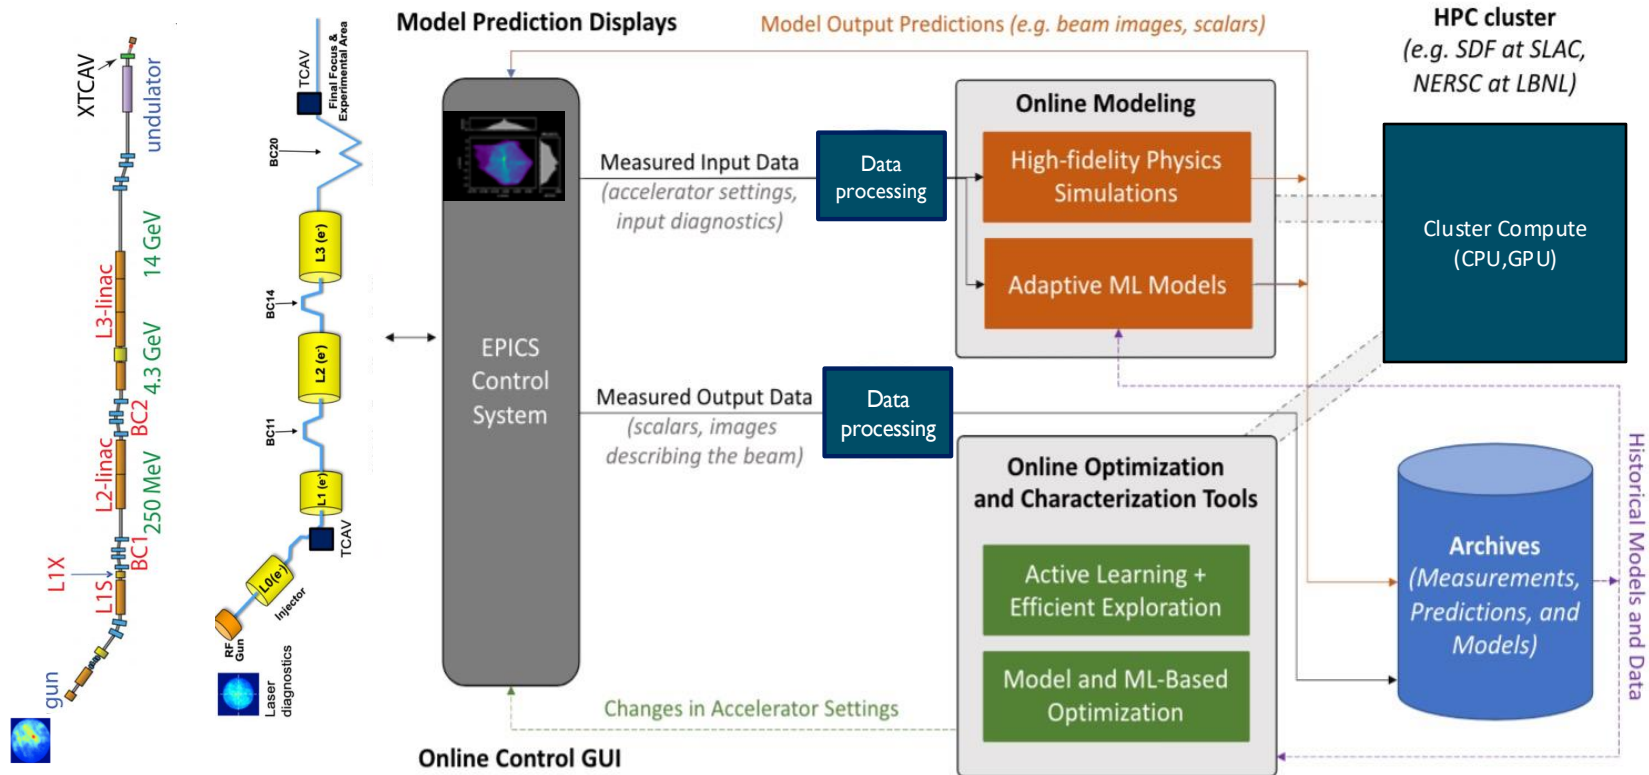 XTCAV
undulator
14 GeV
L3-linac
4.3 GeV
BC2
L2-linac
250 MeV
BC1
L1X
L1S
gun
TCAV
Final Focus &
Experimental Area
BC20
L3 (e-)
BC14
L2 (e-)
BC11
L1 (e-)
TCAV
L0(e-)
Injector
RF
Gun
Laser
diagnostics
Model Prediction Displays
Model Output Predictions (e.g. beam images, scalars)
EPICS
Control
System
Measured Input Data
(accelerator settings,
input diagnostics)
Data
processing
Online Modeling
High-fidelity Physics
Simulations
Adaptive ML Models
HPC cluster
(e.g. SDF at SLAC,
NERSC at LBNL)
Cluster Compute
(CPU,GPU)
Measured Output Data
(scalars, images
describing the beam)
Data
processing
Online Optimization
and Characterization Tools
Active Learning +
Efficient Exploration
Model and ML-Based
Optimization
Archives
(Measurements,
Predictions, and
Models)
Historical Models and Data
Changes in Accelerator Settings
Online Control GUI